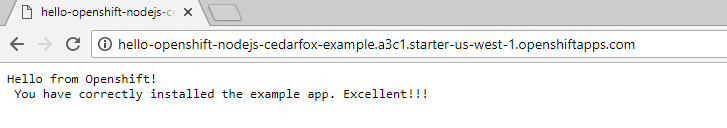 hello-openshift-nodejs-c
hello-openshift-nodejs-cedarfox-example.a3c1.starter-us-west-1.openshiftapps.com
Hello from Openshift!
You have correctly installed the example app. Excellent!!!